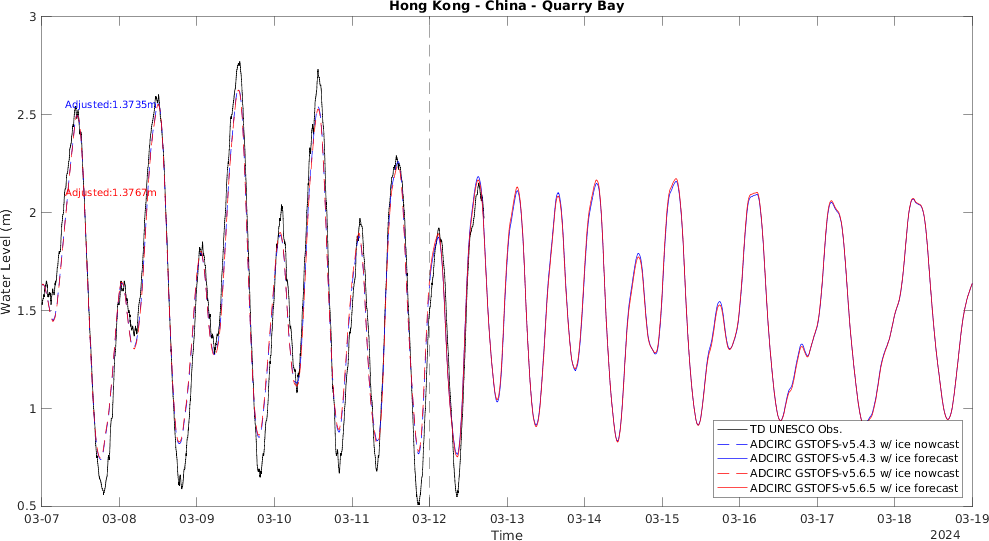 Hong Kong - China - Quarry Bay
3
2.5
2
1.5
1
0.5
Water Level (m)
Adjusted:1.3735m
Adjusted:1.3767m
TD UNESCO Obs.
ADCIRC GSTOFS-v5.4.3 w/ ice nowcast
ADCIRC GSTOFS-v5.4.3 w/ ice forecast
ADCIRC GSTOFS-v5.6.5 w/ ice nowcast
ADCIRC GSTOFS-v5.6.5 w/ ice forecast
03-07 03-08 03-09 03-10 03-11 03-12 03-13 03-14 03-15 03-16 03-17 03-18 03-19
Time
2024